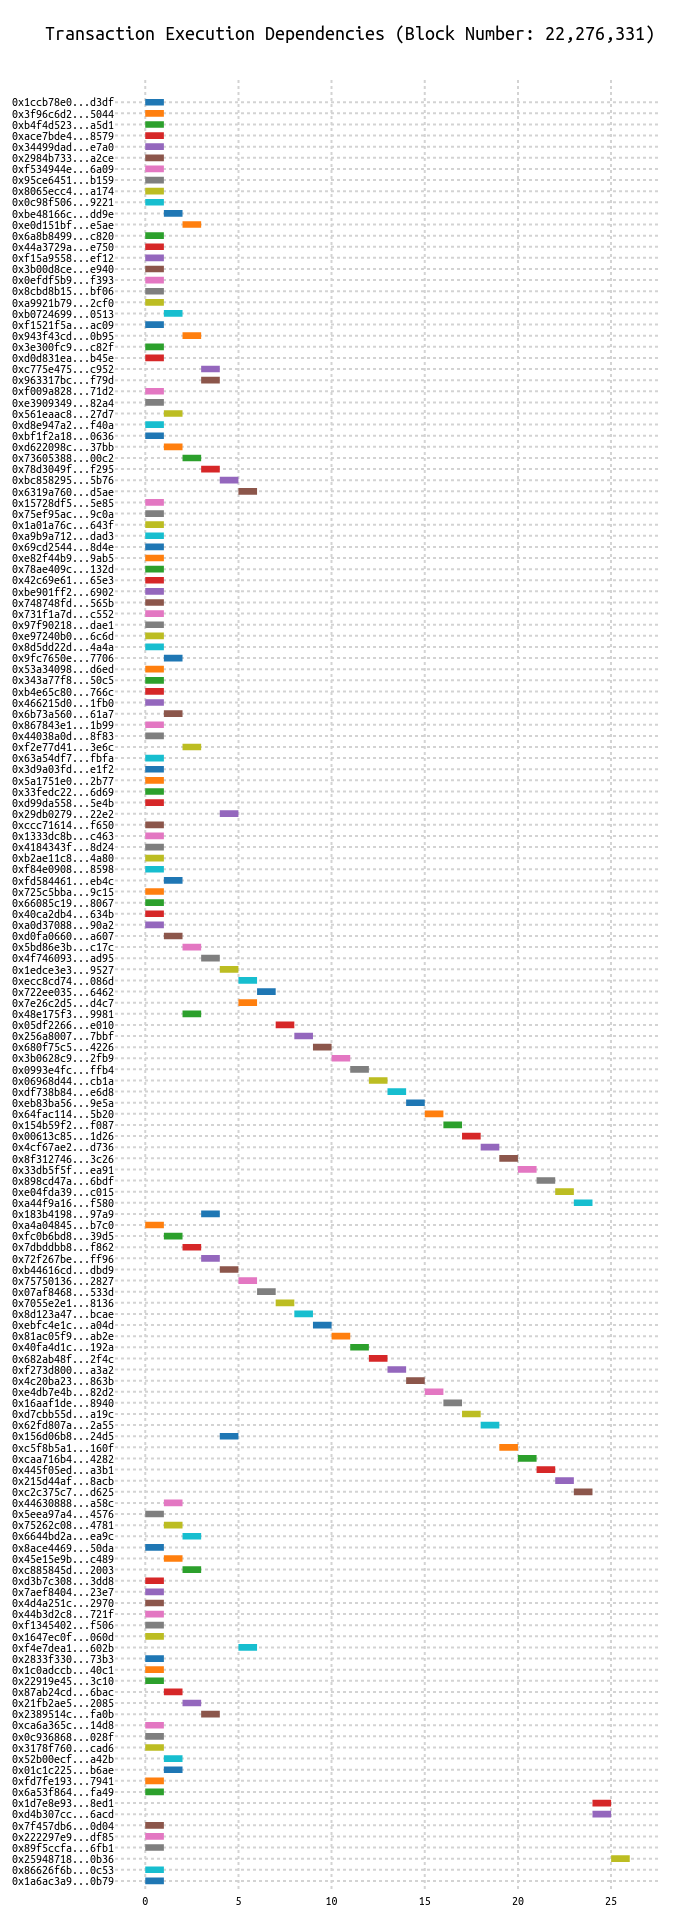 Transaction Execution Dependencies (Block Number: 22,276,331)
0x1ccb78e0...d3df
0x3f96c6d2...5044
0xb4f4d523...a5d1
0xace7bde4...8579
0x34499dad...e7a0
0x2984b733...a2ce
0xf534944e...6a09
0x95ce6451...b159
0x8065ecc4...a174
0x0c98f506...9221
0xbe48166c...dd9e
0xe0d151bf...e5ae
0x6a8b8499...c820
0x44a3729a...e750
0xf15a9558...ef12
0x3b00d8ce...e940
0x0efdf5b9...f393
0x8cbd8b15...bf06
0xa9921b79...2cf0
0xb0724699...0513
0xf1521f5a...ac09
0x943f43cd...0b95
0x3e300fc9...c82f
0xd0d831ea...b45e
0xc775e475...c952
0x963317bc...f79d
0xf009a828...71d2
0xe3909349...82a4
0x561eaac8...27d7
0xd8e947a2...f40a
0xbf1f2a18...0636
0xd622098c...37bb
0x73605388...00c2
0x78d3049f...f295
0xbc858295...5b76
0x6319a760...d5ae
0x15728df5...5e85
0x75ef95ac...9c0a
0x1a01a76c...643f
0xa9b9a712...dad3
0x69cd2544...8d4e
0xe82f44b9...9ab5
0x78ae409c...132d
0x42c69e61...65e3
0xbe901ff2...6902
0x748748fd...565b
0x731f1a7d...c552
0x97f90218...dae1
0xe97240b0...6c6d
0x8d5dd22d...4a4a
0x9fc7650e...7706
0x53a34098...d6ed
0x343a77f8...50c5
0xb4e65c80...766c
0x466215d0...1fb0
0x6b73a560...61a7
0x867843e1...1b99
0x44038a0d...8f83
0xf2e77d41...3e6c
0x63a54df7...fbfa
0x3d9a03fd...e1f2
0x5a1751e0...2b77
0x33fedc22...6d69
0xd99da558...5e4b
0x29db0279...22e2
0xccc71614...f650
0x1333dc8b...c463
0x4184343f...8d24
0xb2ae11c8...4a80
0xf84e0908...8598
0xfd584461...eb4c
0x725c5bba...9c15
0x66085c19...8067
0x40ca2db4...634b
0xa0d37088...90a2
0xd0fa0660...a607
0x5bd86e3b...c17c
0x4f746093...ad95
0x1edce3e3...9527
0xecc8cd74...086d
0x722ee035...6462
0x7e26c2d5...d4c7
0x48e175f3...9981
0x05df2266...e010
0x256a8007...7bbf
0x680f75c5...4226
0x3b0628c9...2fb9
0x0993e4fc...ffb4
0x06968d44...cb1a
0xdf738b84...e6d8
0xeb83ba56...9e5a
0x64fac114...5b20
0x154b59f2...f087
0x00613c85...1d26
0x4cf67ae2...d736
0x8f312746...3c26
0x33db5f5f...ea91
0x898cd47a...6bdf
0xe04fda39...c015
0xa44f9a16...f580
0x183b4198...97a9
0xa4a04845...b7c0
0xfc0b6bd8...39d5
0x7dbddbb8...f862
0x72f267be...ff96
0xb44616cd...dbd9
0x75750136...2827
0x07af8468...533d
0x7055e2e1...8136
0x8d123a47...bcae
0xebfc4e1c...a04d
0x81ac05f9...ab2e
0x40fa4d1c...192a
0x682ab48f...2f4c
0xf273d800...a3a2
0x4c20ba23...863b
0xe4db7e4b...82d2
0x16aaf1de...8940
0xd7cbb55d...a19c
0x62fd807a...2a55
0x156d06b8...24d5
0xc5f8b5a1...160f
0xcaa716b4...4282
0x445f05ed...a3b1
0x215d44af...8acb
0xc2c375c7...d625
0x44630888...a58c
0x5eea97a4...4576
0x75262c08...4781
0x6644bd2a...ea9c
0x8ace4469...50da
0x45e15e9b...c489
0xc885845d...2003
0xd3b7c308...3dd8
0x7aef8404...23e7
0x4d4a251c...2970
0x44b3d2c8...721f
0xf1345402...f506
0x1647ec0f...060d
0xf4e7dea1...602b
0x2833f330...73b3
0x1c0adccb...40c1
0x22919e45...3c10
0x87ab24cd...6bac
0x21fb2ae5...2085
0x2389514c...fa0b
0xca6a365c...14d8
0x0c936868...028f
0x3178f760...cad6
0x52b00ecf...a42b
0x01c1c225...b6ae
0xfd7fe193...7941
0x6a53f864...fa49
0x1d7e8e93...8ed1
0xd4b307cc...6acd
0x7f457db6...0d04
0x222297e9...df85
0x89f5ccfa...6fb1
0x25948718...0b36
0x86626f6b...0c53
0x1a6ac3a9...0b79
0 5 10 15 20 25